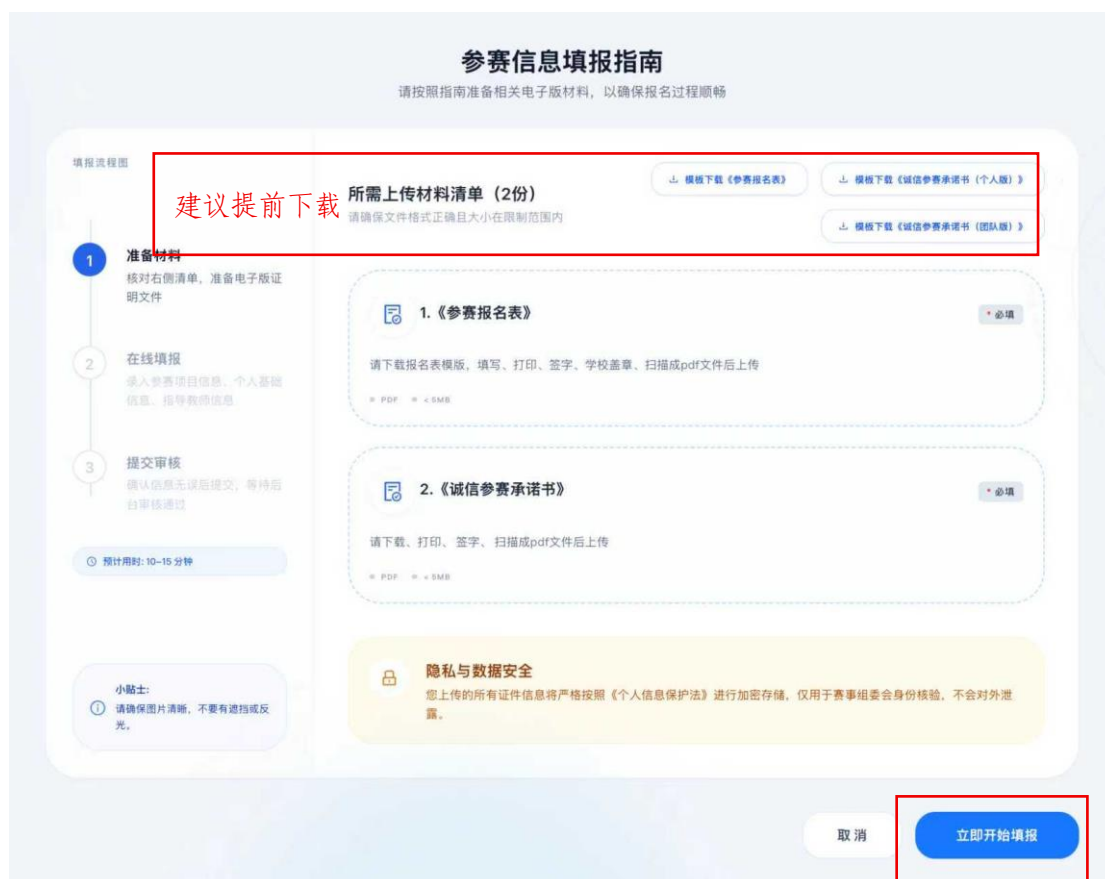 参赛信息填报指南
请按照指南准备相关电子版材料，以确保报名过程顺畅
填报流程图
建议提前下载
所需上传材料清单（2份）
请确保文件格式正确且大小在限制范围内
模板下载《参赛报名表》
模板下载《诚信参赛承诺书（个人版）》
模板下载《诚信参赛承诺书（团队版）》
1
准备材料
核对右侧清单，准备电子版证
明文件
2
在线填报
录入参赛项目信息、个人基础
信息、指导教师信息
3
提交审核
确认信息无误后提交，等待后
台审核通过
预计用时: 10-15 分钟
小贴士:
请确保图片清晰，不要有遮挡或反
光。
1.《参赛报名表》
* 必填
请下载报名表模版，填写、打印、签字、学校盖章、扫描成pdf文件后上传
PDF < 5MB
2.《诚信参赛承诺书》
* 必填
请下载、打印、签字、扫描成pdf文件后上传
PDF < 5MB
隐私与数据安全
您上传的所有证件信息将严格按照《个人信息保护法》进行加密存储，仅用于赛事组委会身份核验，不会对外泄
露。
取 消
立即开始填报